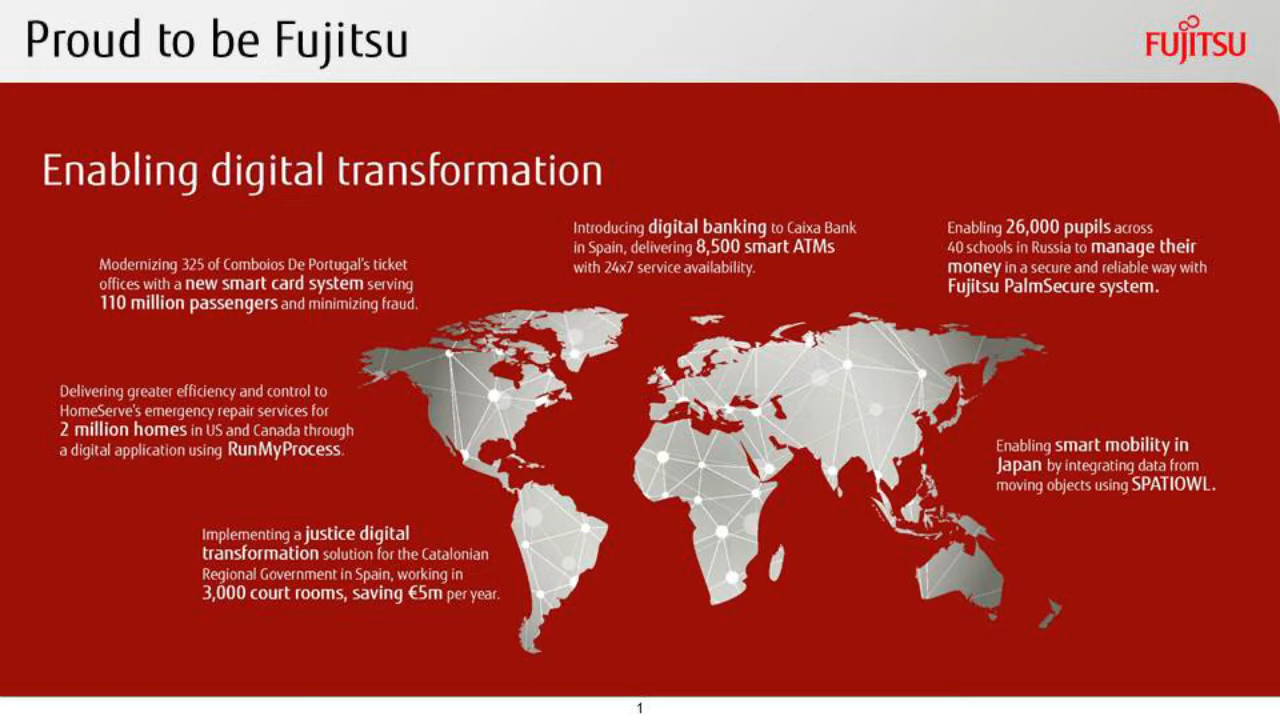 Proud to be Fujitsu
FUJITSU
Enabling digital transformation
Introducing digital banking to Caixa Bank
in Spain, delivering 8,500 smart ATMs
with 24x7 service availability.
Enabling 26,000 pupils across
40 schools in Russia to manage their
money in a secure and reliable way with
Fujitsu PalmSecure system.
Modernizing 325 of Comboios De Portugal's ticket
offices with a new smart card system serving
110 million passengers and minimizing fraud.
Delivering greater efficiency and control to
HomeServe's emergency repair services for
2 million homes in US and Canada through
a digital application using RunMyProcess.
Enabling smart mobility in
Japan by integrating data from
moving objects using SPATIOWL.
Implementing a justice digital
transformation solution for the Catalonian
Regional Government in Spain, working in
3,000 court rooms, saving €5m per year.
1